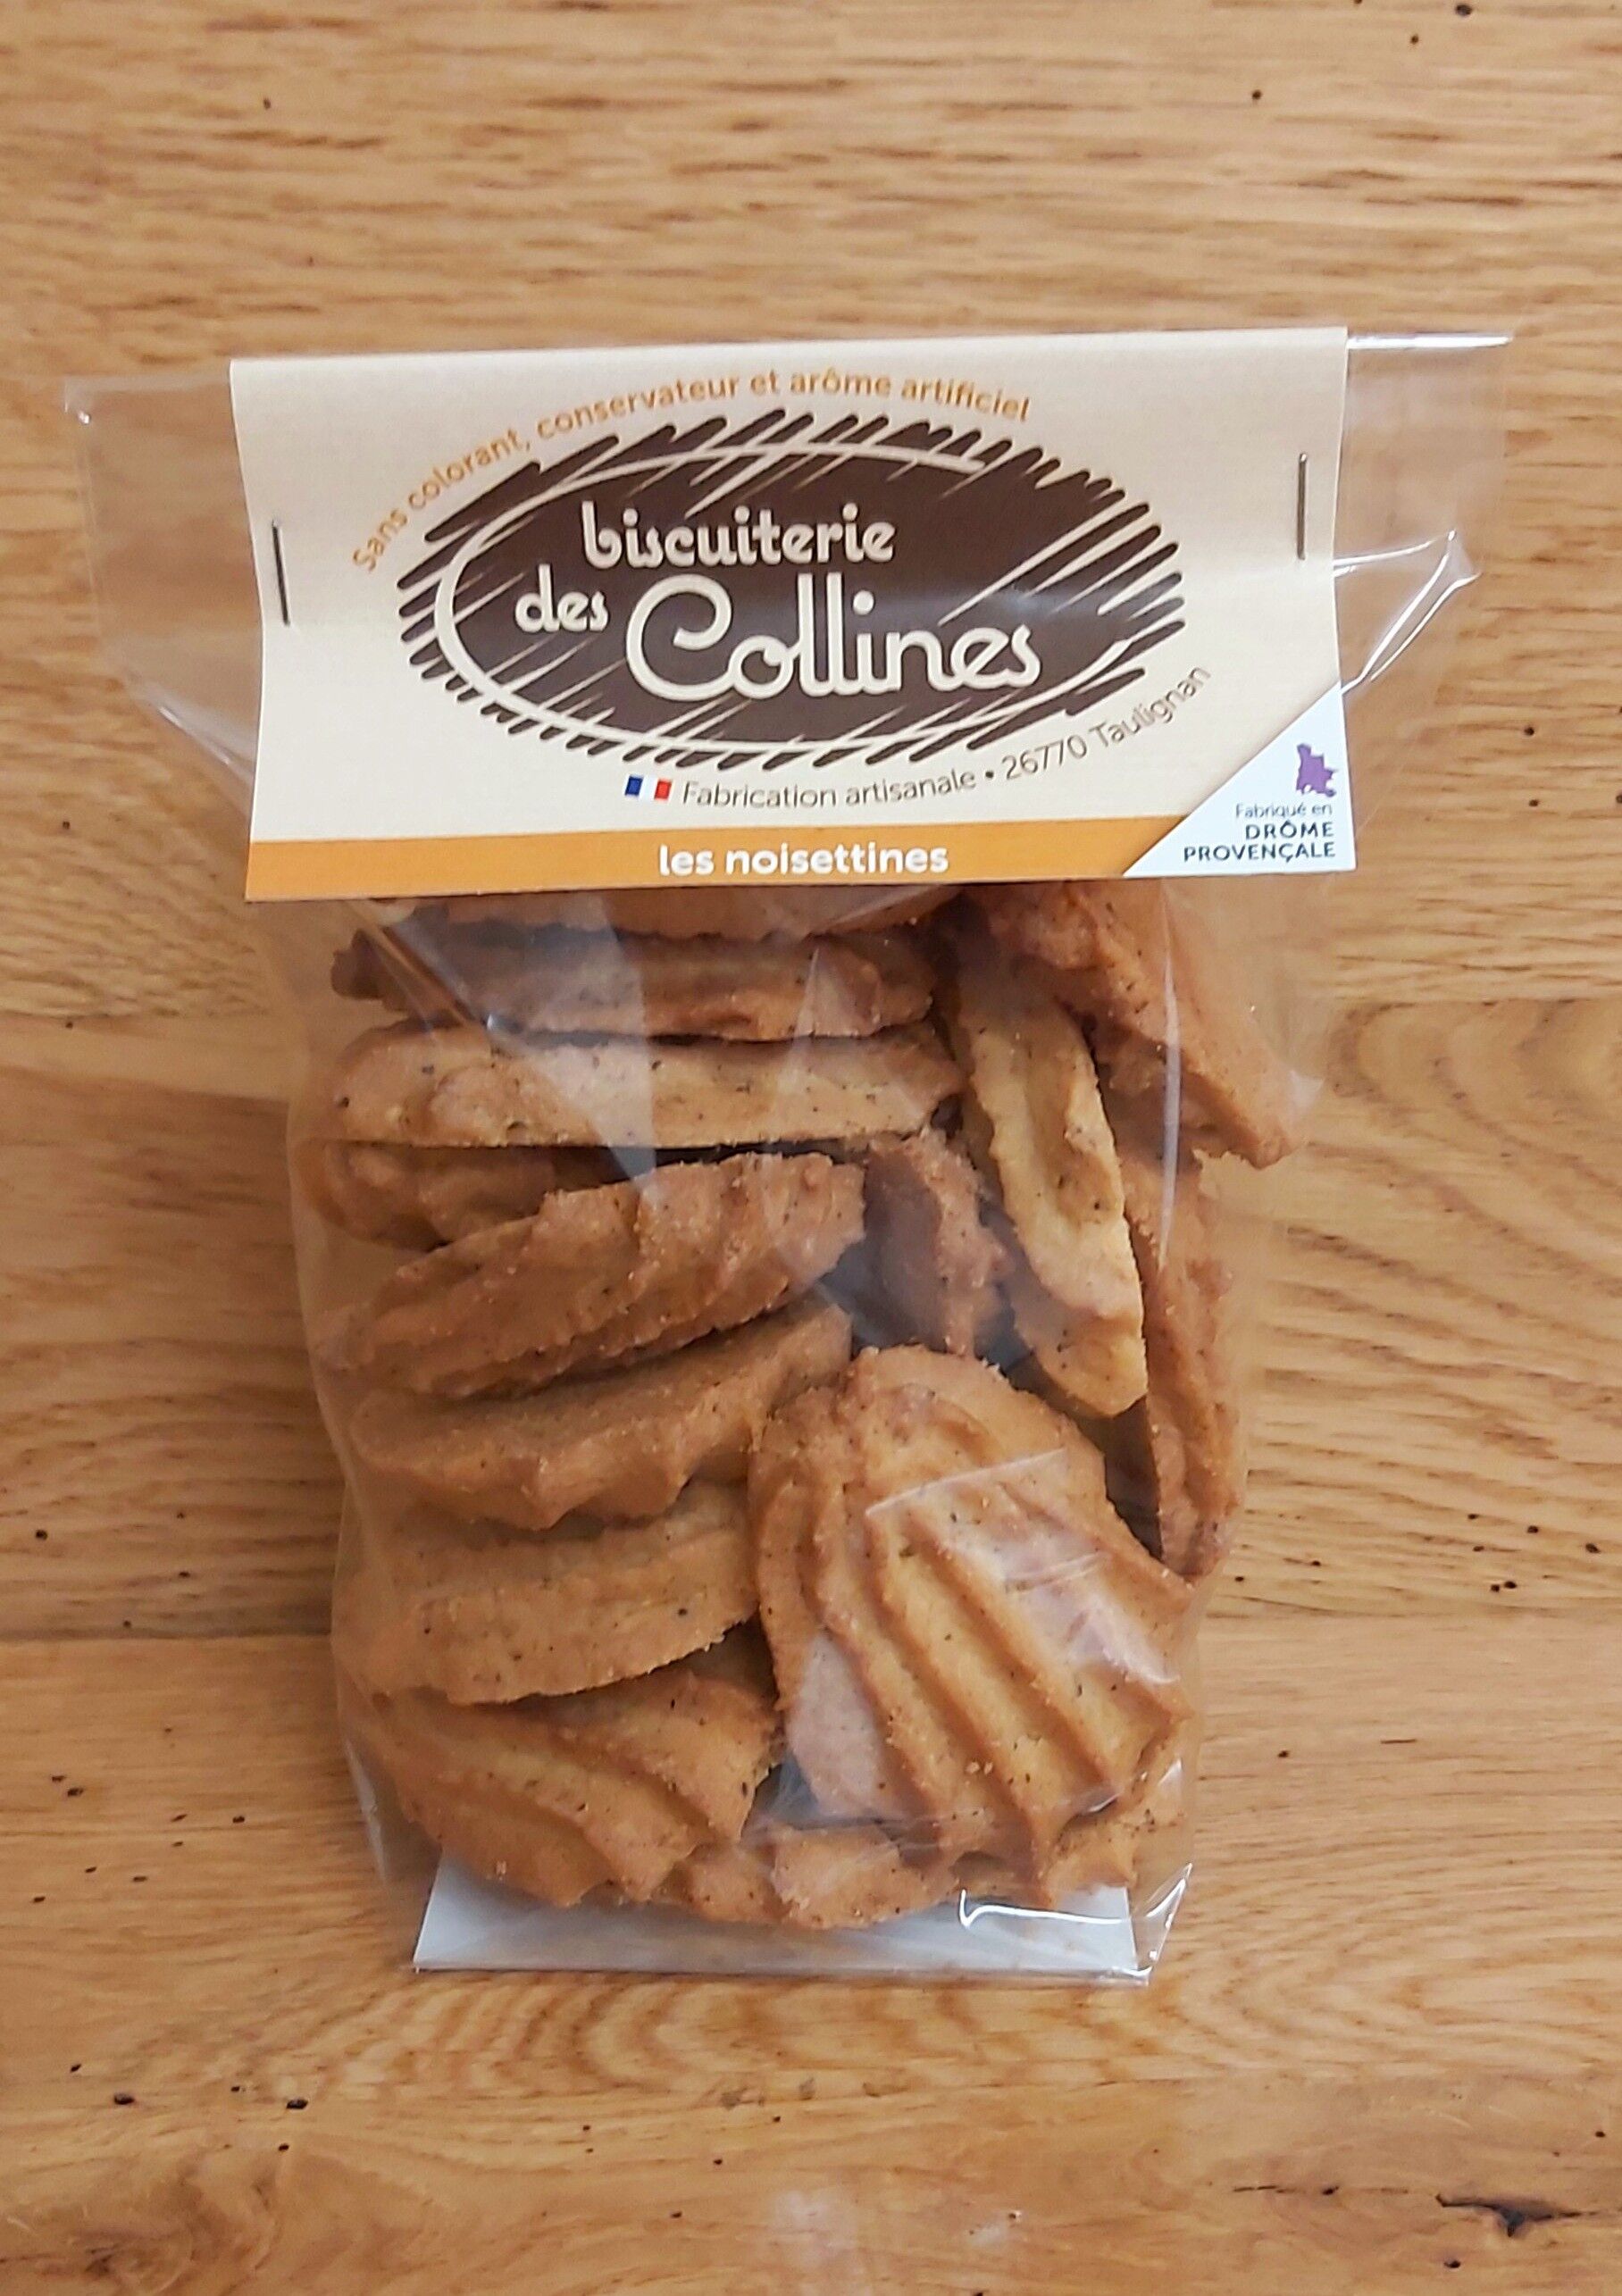 Sans colorant, conservateur et arôme artificiel
biscuiterie
des Collines
Fabrication artisanale • 26770 Taulignan
Fabriqué en
DRÔME
PROVENÇALE
les noisettines